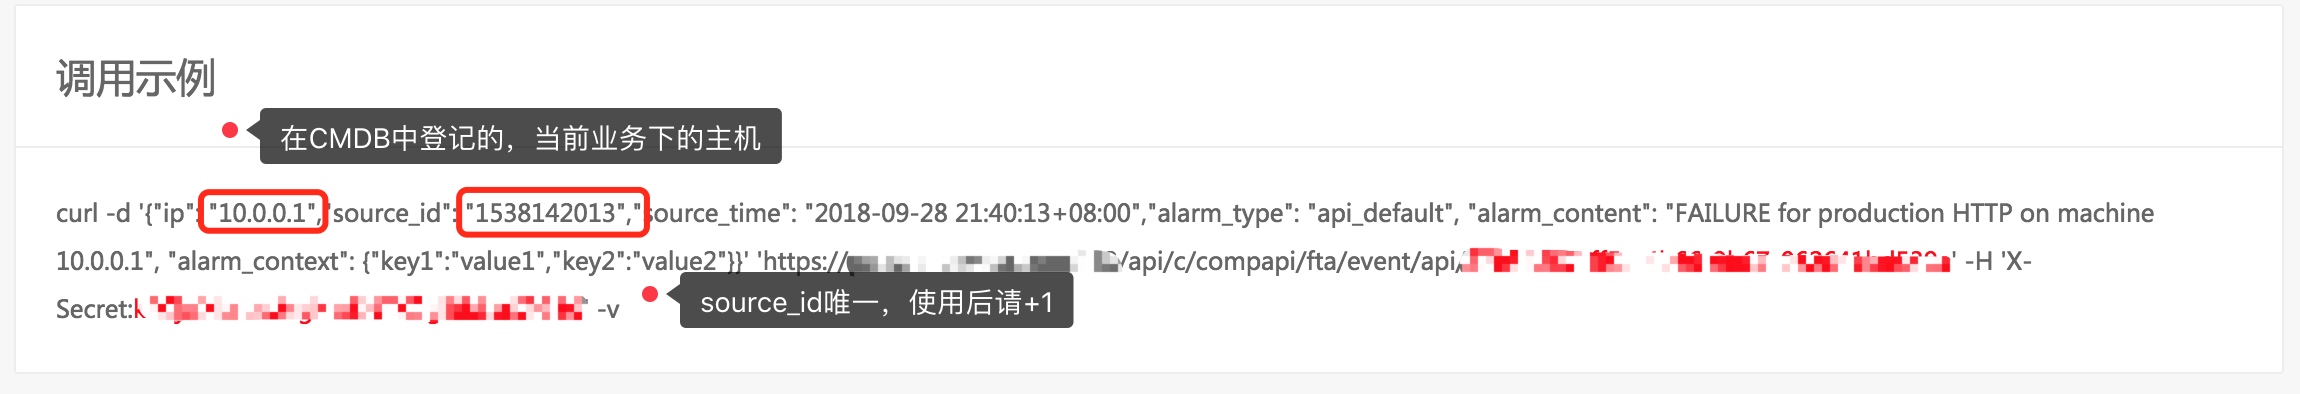 调用示例
在CMDB中登记的，当前业务下的主机
curl -d '{"ip": "10.0.0.1","source_id": "1538142013","source_time": "2018-09-28 21:40:13+08:00","alarm_type": "api_default", "alarm_content": "FAILURE for production HTTP on machine
10.0.0.1", "alarm_context": {"key1":"value1","key2":"value2"}}' 'https:// /api/c/compapi/fta/event/api/ ' -H 'X-
Secret: ' -v
source_id唯一，使用后请+1